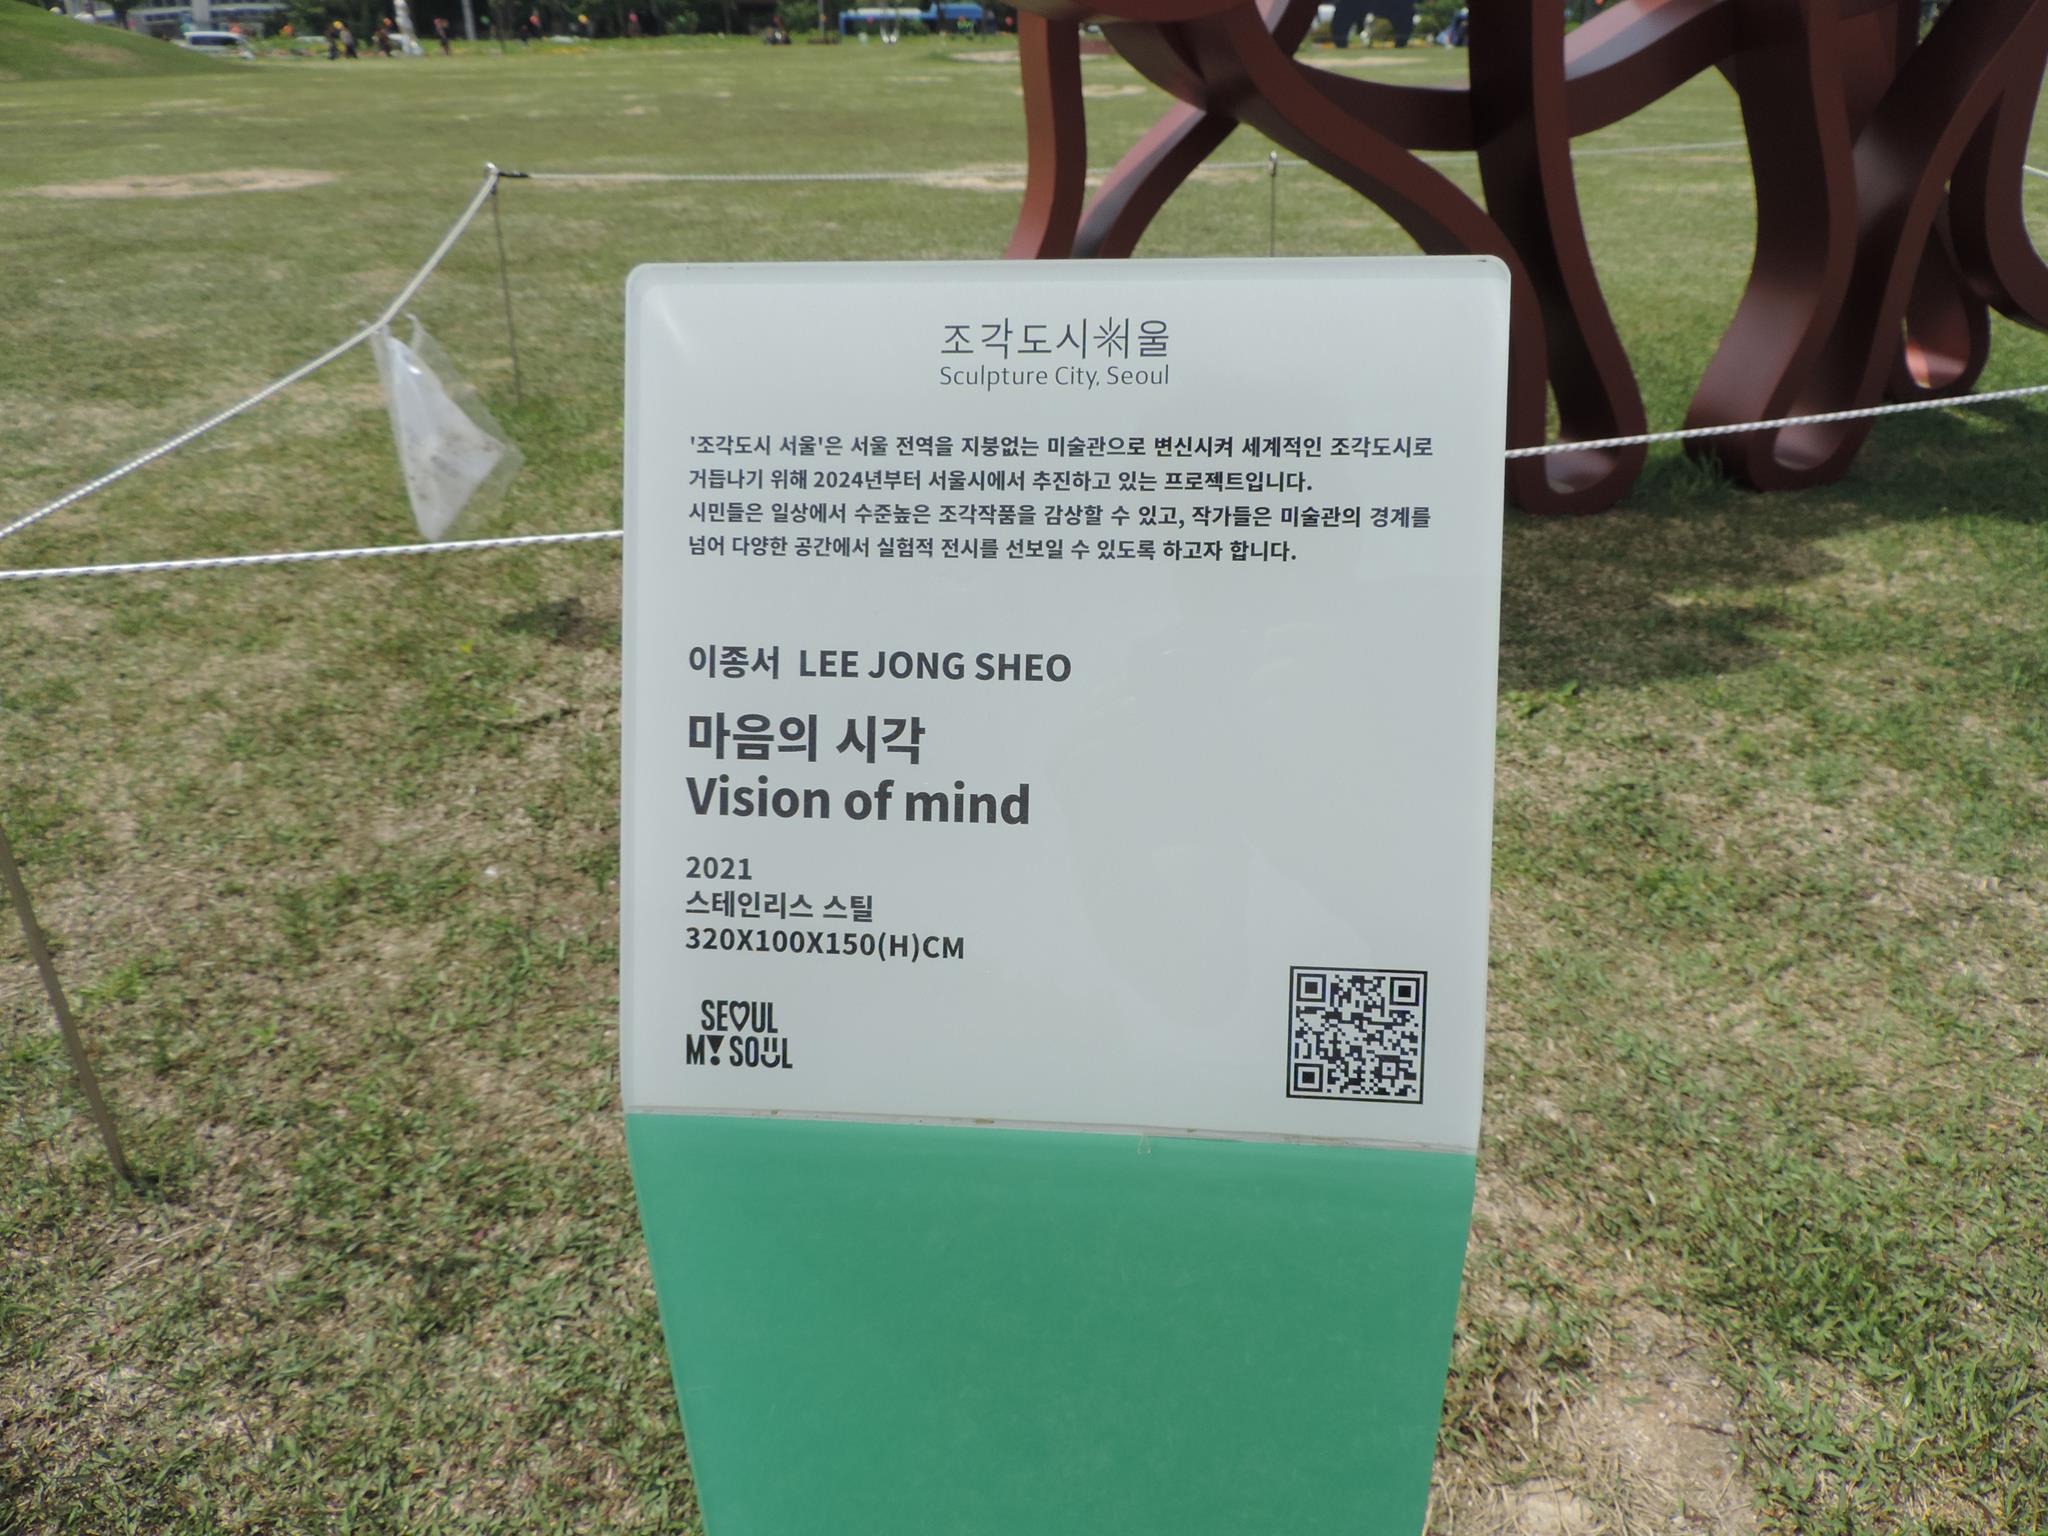 조각도시서울
Sculpture City, Seoul
'조각도시 서울'은 서울 전역을 지붕없는 미술관으로 변신시켜 세계적인 조각도시로
거듭나기 위해 2024년부터 서울시에서 추진하고 있는 프로젝트입니다.
시민들은 일상에서 수준높은 조각작품을 감상할 수 있고, 작가들은 미술관의 경계를
넘어 다양한 공간에서 실험적 전시를 선보일 수 있도록 하고자 합니다.
이종서 LEE JONG SHEO
마음의 시각
Vision of mind
2021
스테인리스 스틸
320X100X150(H)CM
SEOUL
MY SOUL